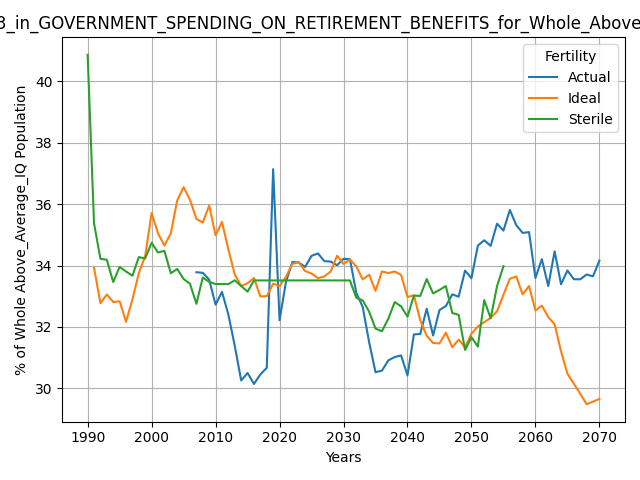 3_in_GOVERNMENT_SPENDING_ON_RETIREMENT_BENEFITS_for_Whole_Above
% of Whole Above_Average_IQ Population
40
38
36
34
32
30
Fertility
Actual
Ideal
Sterile
1990 2000 2010 2020 2030 2040 2050 2060 2070
Years